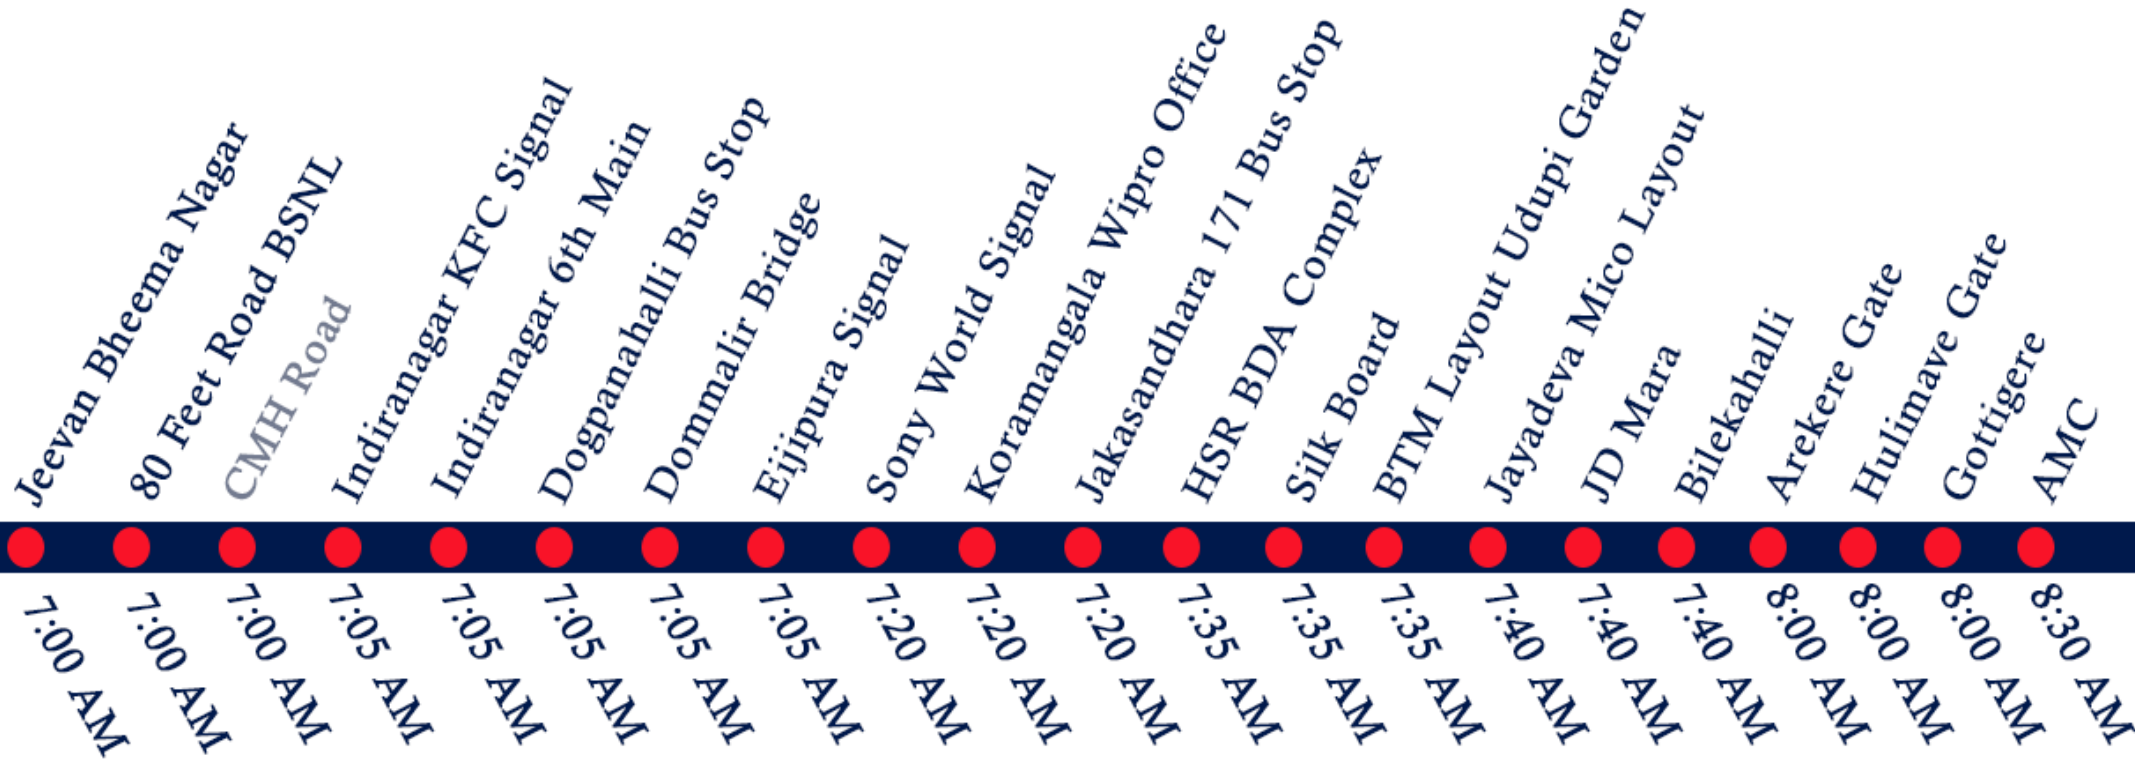 Jeevan Bheema Nagar
80 Feet Road BSNL
CMH Road
Indiranagar KFC Signal
Indiranagar 6th Main
Dogpanahalli Bus Stop
Dommalir Bridge
Eijipura Signal
Sony World Signal
Koramangala Wipro Office
Jakasandhara 171 Bus Stop
HSR BDA Complex
Silk Board
BTM Layout Udupi Garden
Jayadeva Mico Layout
JD Mara
Bilekahalli
Arekere Gate
Hulimave Gate
Gottigere
AMC
7:00 AM
7:00 AM
7:00 AM
7:05 AM
7:05 AM
7:05 AM
7:05 AM
7:05 AM
7:20 AM
7:20 AM
7:20 AM
7:35 AM
7:35 AM
7:35 AM
7:40 AM
7:40 AM
7:40 AM
8:00 AM
8:00 AM
8:00 AM
8:30 AM